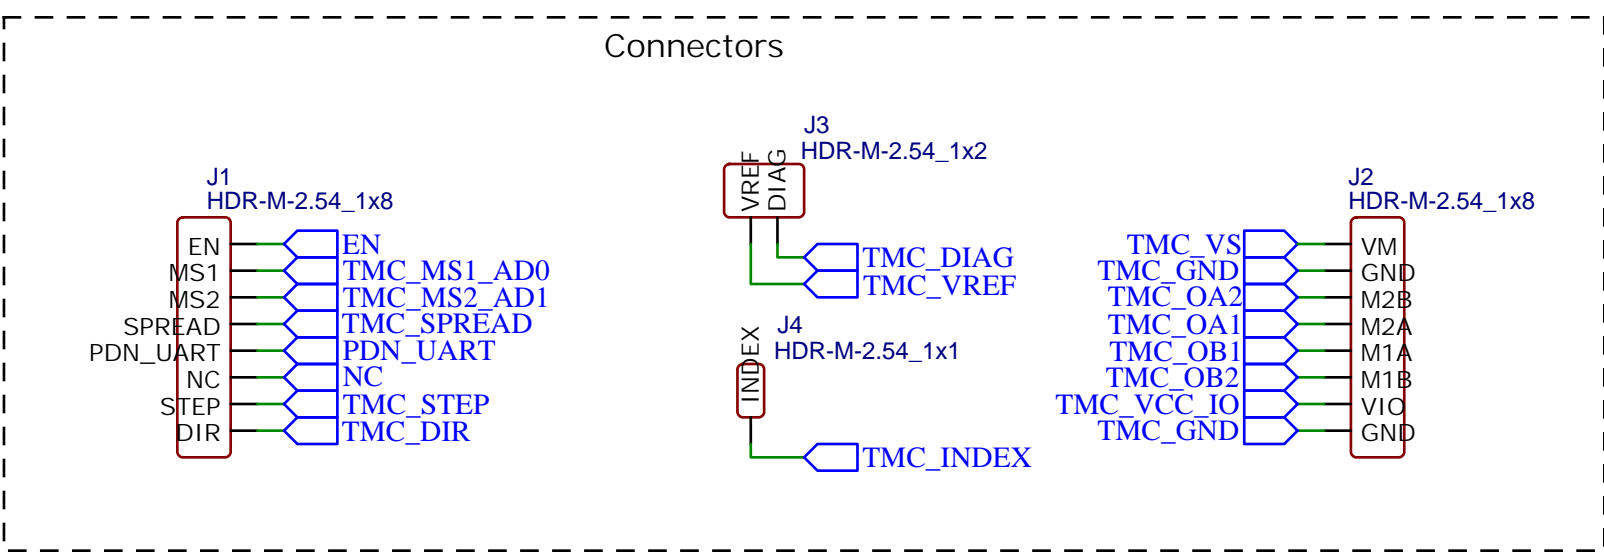 Connectors
J1
HDR-M-2.54_1x8
EN EN
MS1 TMC_MS1_AD0
MS2 TMC_MS2_AD1
SPREAD TMC_SPREAD
PDN_UART PDN_UART
NC NC
STEP TMC_STEP
DIR TMC_DIR
J3
HDR-M-2.54_1x2
VREF
DIAG
TMC_DIAG
TMC_VREF
J4
HDR-M-2.54_1x1
INDEX
TMC_INDEX
J2
HDR-M-2.54_1x8
TMC_VS VM
TMC_GND GND
TMC_OA2 M2B
TMC_OA1 M2A
TMC_OB1 M1A
TMC_OB2 M1B
TMC_VCC_IO VIO
TMC_GND GND